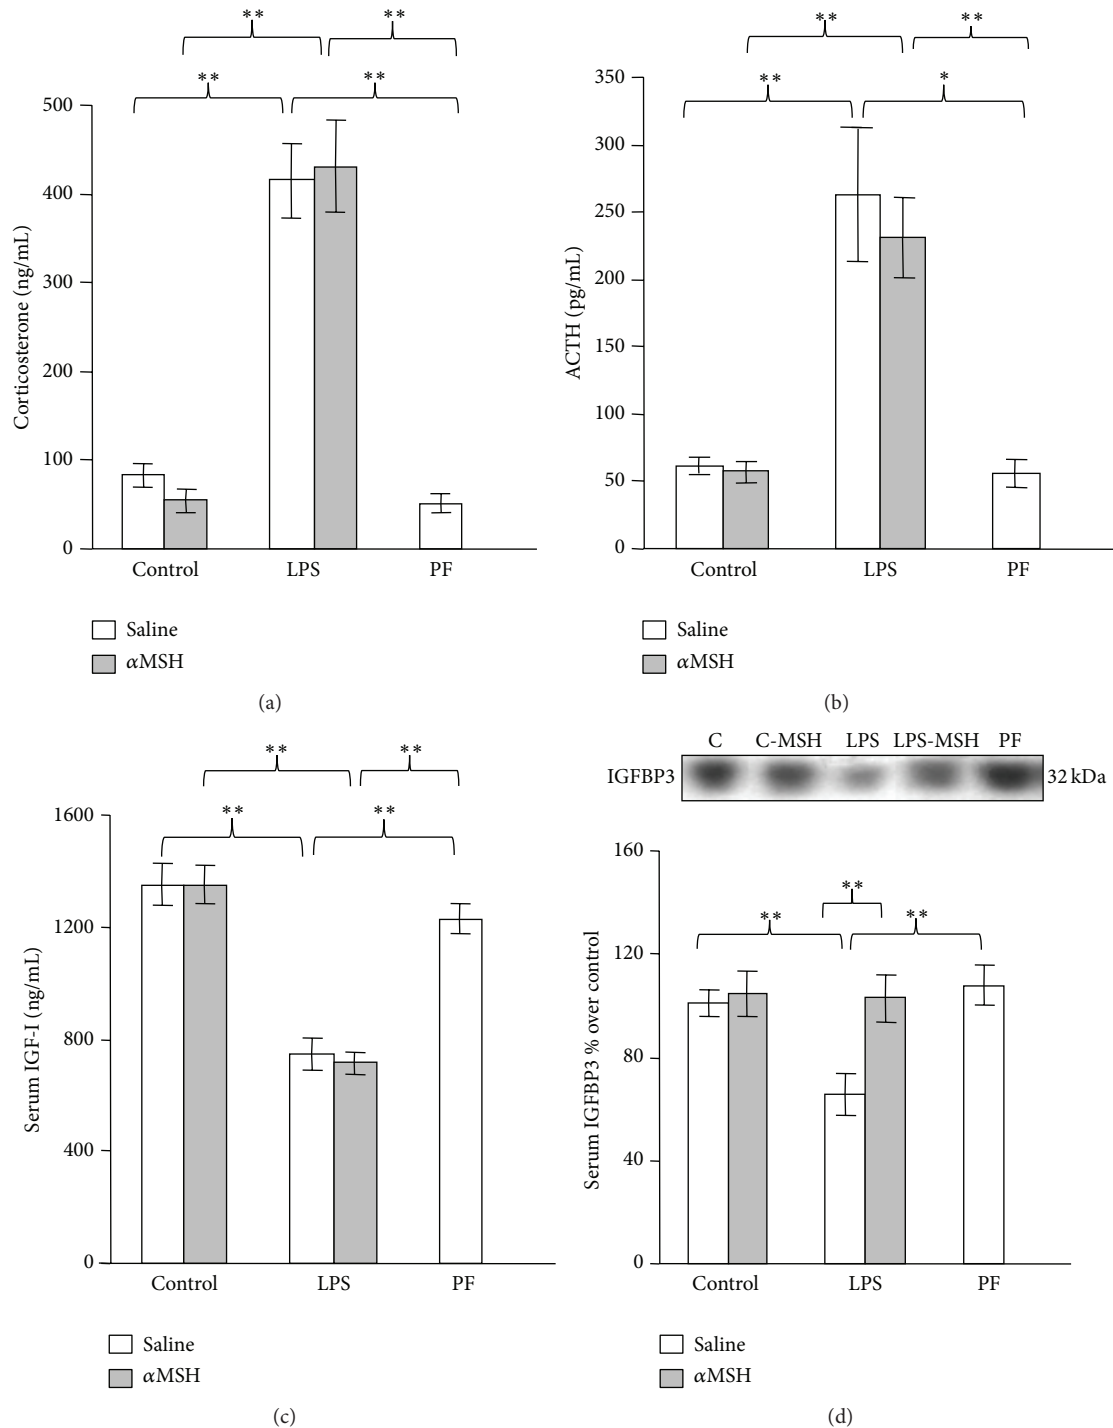 **
**
**
**
500
400
300
200
100
0
Corticosterone (ng/mL)
Control
LPS
PF
Saline
αMSH
(a)
**
**
**
*
350
300
250
200
150
100
50
0
ACTH (pg/mL)
Control
LPS
PF
Saline
αMSH
(b)
**
**
**
**
1600
1200
800
400
0
Serum IGF-I (ng/mL)
Control
LPS
PF
Saline
αMSH
(c)
C C-MSH LPS LPS-MSH PF
IGFBP3 32 kDa
**
**
**
160
120
80
40
0
Serum IGFBP3 % over control
Control
LPS
PF
Saline
αMSH
(d)